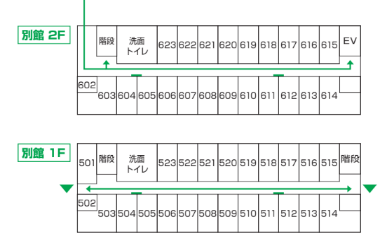 別館 2F
階段 洗面 623 622 621 620 619 618 617 616 615 EV
トイレ
602
603 604 605 606 607 608 609 610 611 612 613 614
別館 1F
501 階段 洗面 523 522 521 520 519 518 517 516 515 階段
トイレ
502
503 504 505 506 507 508 509 510 511 512 513 514